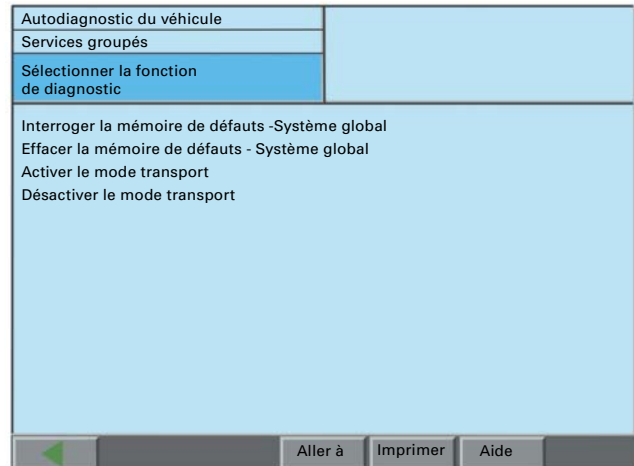 Autodiagnostic du véhicule
Services groupés
Sélectionner la fonction
de diagnostic
Interroger la mémoire de défauts -Système global
Effacer la mémoire de défauts - Système global
Activer le mode transport
Désactiver le mode transport
Aller à Imprimer Aide